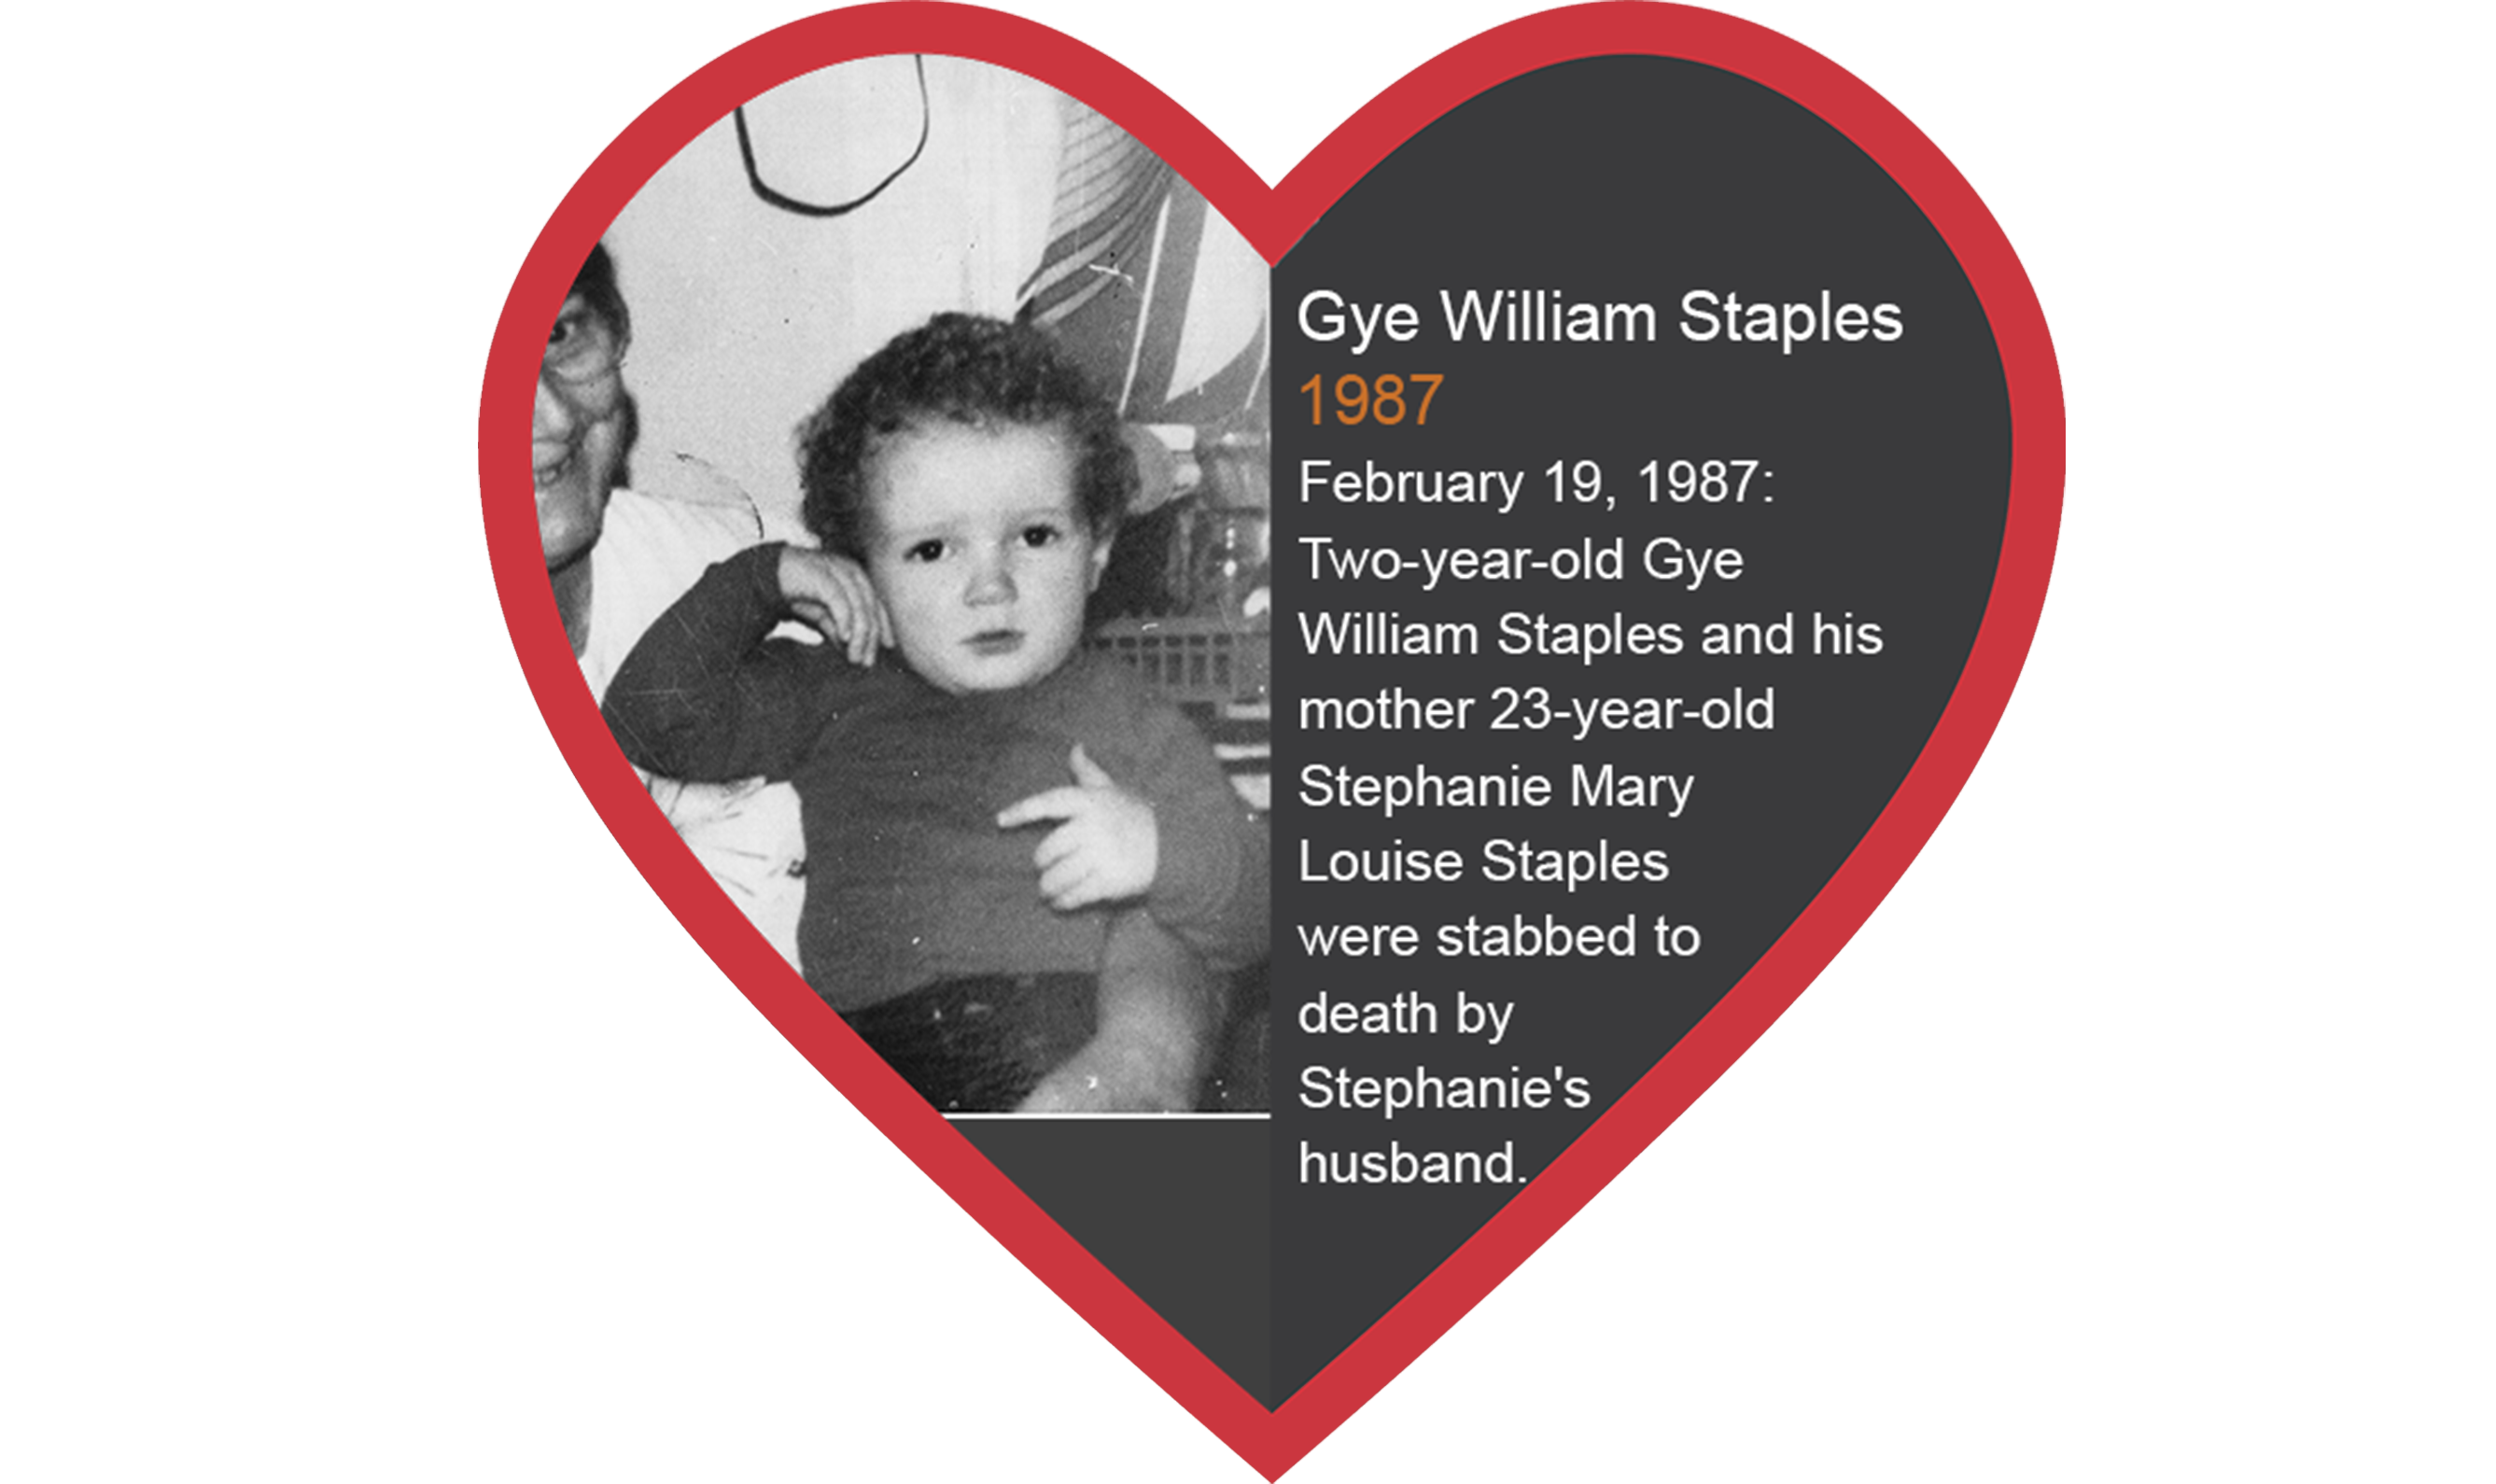 Gye William Staples
1987
February 19, 1987:
Two-year-old Gye
William Staples and his
mother 23-year-old
Stephanie Mary
Louise Staples
were stabbed to
death by
Stephanie's
husband.